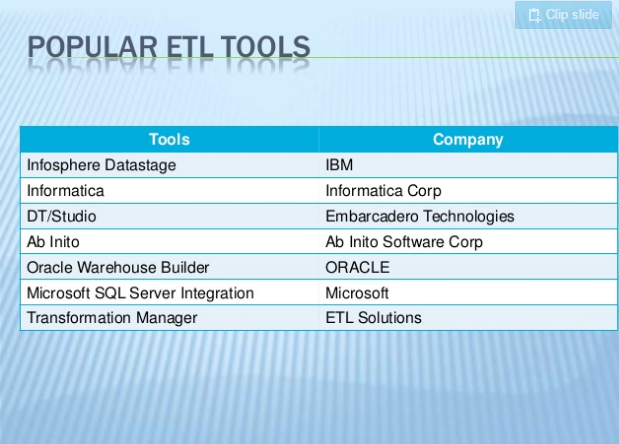 Clip slide
POPULAR ETL TOOLS
Tools Company
Infosphere Datastage IBM
Informatica Informatica Corp
DT/Studio Embarcadero Technologies
Ab Inito Ab Inito Software Corp
Oracle Warehouse Builder ORACLE
Microsoft SQL Server Integration Microsoft
Transformation Manager ETL Solutions